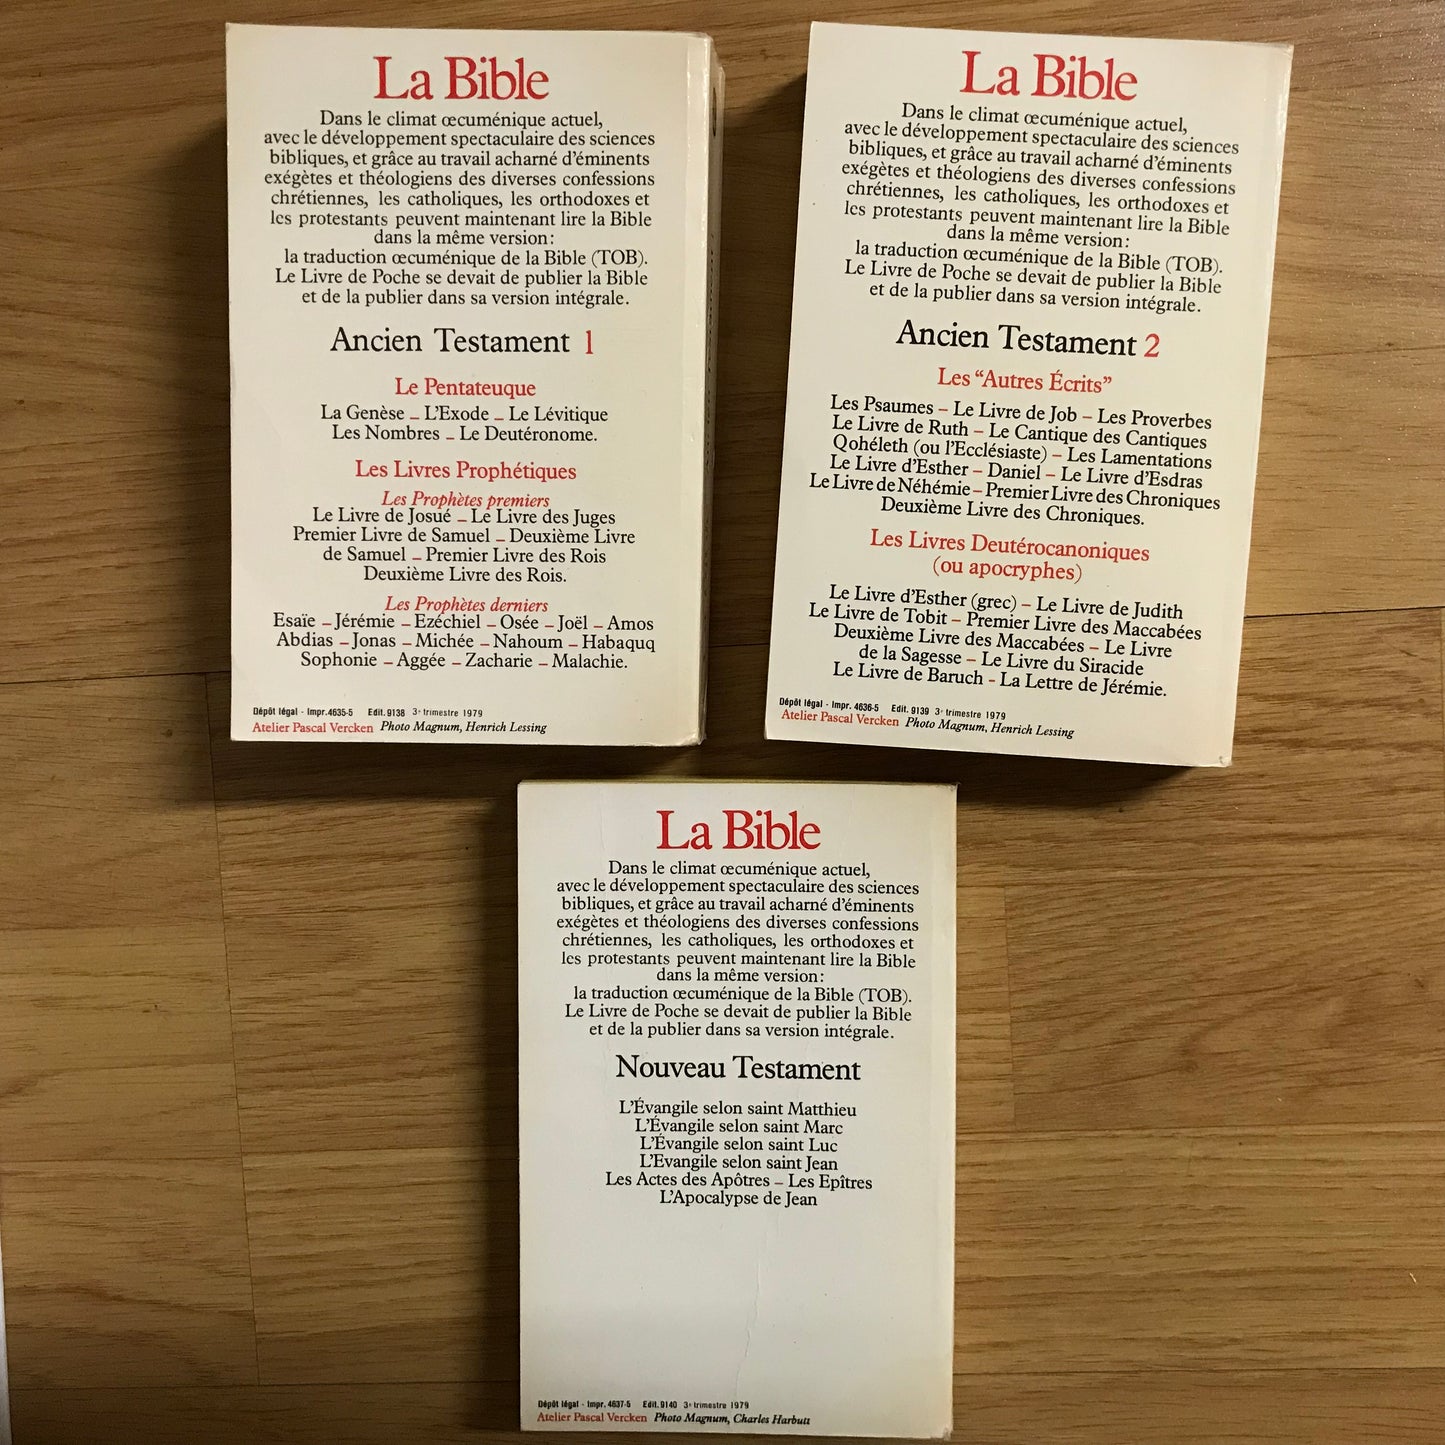 La Bible
Dans le climat œcuménique actuel,
avec le développement spectaculaire des sciences
bibliques, et grâce au travail acharné d'éminents
exégètes et théologiens des diverses confessions
chrétiennes, les catholiques, les orthodoxes et
les protestants peuvent maintenant lire la Bible
dans la même version:
la traduction œcuménique de la Bible (TOB).
Le Livre de Poche se devait de publier la Bible
et de la publier dans sa version intégrale.
Ancien Testament 1
Le Pentateuque
La Genèse – L'Exode – Le Lévitique
Les Nombres – Le Deutéronome.
Les Livres Prophétiques
Les Prophètes premiers
Le Livre de Josué – Le Livre des Juges
Premier Livre de Samuel – Deuxième Livre
de Samuel – Premier Livre des Rois
Deuxième Livre des Rois.
Les Prophètes derniers
Esaïe – Jérémie – Ezéchiel – Osée – Joël – Amos
Abdias – Jonas – Michée – Nahoum – Habaquq
Sophonie – Aggée – Zacharie – Malachie.
Dépôt légal - Impr. 4635-5 Edit. 9138 3e trimestre 1979
Atelier Pascal Vercken Photo Magnum, Henrich Lessing
La Bible
Dans le climat œcuménique actuel,
avec le développement spectaculaire des sciences
bibliques, et grâce au travail acharné d'éminents
exégètes et théologiens des diverses confessions
chrétiennes, les catholiques, les orthodoxes et
les protestants peuvent maintenant lire la Bible
dans la même version:
la traduction œcuménique de la Bible (TOB).
Le Livre de Poche se devait de publier la Bible
et de la publier dans sa version intégrale.
Ancien Testament 2
Les “Autres Écrits”
Les Psaumes – Le Livre de Job – Les Proverbes
Le Livre de Ruth – Le Cantique des Cantiques
Qohéleth (ou l'Ecclésiaste) – Les Lamentations
Le Livre d'Esther – Daniel – Le Livre d'Esdras
Le Livre de Néhémie – Premier Livre des Chroniques
Deuxième Livre des Chroniques.
Les Livres Deutérocanoniques
(ou apocryphes)
Le Livre d'Esther (grec) – Le Livre de Judith
Le Livre de Tobit – Premier Livre des Maccabées
Deuxième Livre des Maccabées – Le Livre
de la Sagesse – Le Livre du Siracide
Le Livre de Baruch - La Lettre de Jérémie.
Dépôt légal - Impr. 4636-5 Edit. 9139 3e trimestre 1979
Atelier Pascal Vercken Photo Magnum, Henrich Lessing
La Bible
Dans le climat œcuménique actuel,
avec le développement spectaculaire des sciences
bibliques, et grâce au travail acharné d'éminents
exégètes et théologiens des diverses confessions
chrétiennes, les catholiques, les orthodoxes et
les protestants peuvent maintenant lire la Bible
dans la même version:
la traduction œcuménique de la Bible (TOB).
Le Livre de Poche se devait de publier la Bible
et de la publier dans sa version intégrale.
Nouveau Testament
L'Évangile selon saint Matthieu
L'Évangile selon saint Marc
L'Évangile selon saint Luc
L'Evangile selon saint Jean
Les Actes des Apôtres – Les Epîtres
L'Apocalypse de Jean
Dépôt légal - Impr. 4637-5 Edit. 9140 3e trimestre 1979
Atelier Pascal Vercken Photo Magnum, Charles Harbutt